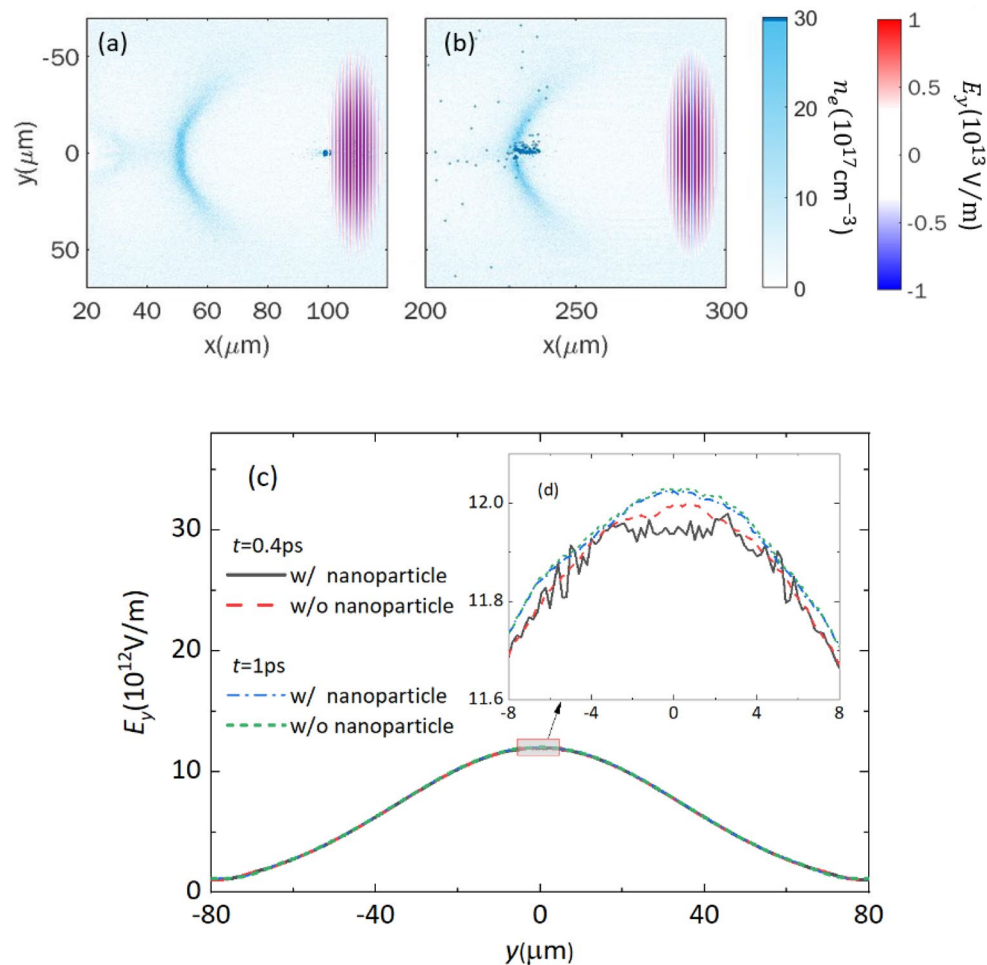 (a)
(b)
-50
0
50
y(μm)
20 40 60 80 100
x(μm)
200 250 300
x(μm)
30
20
10
0
n_e(10^17 cm^−3)
1
0.5
0
-0.5
-1
E_y(10^13 V/m)
(c)
t=0.4ps
w/ nanoparticle
w/o nanoparticle
t=1ps
w/ nanoparticle
w/o nanoparticle
(d)
12.0
11.8
11.6
-8 -4 0 4 8
30
20
10
0
E_y(10^12V/m)
-80 -40 0 40 80
y(μm)